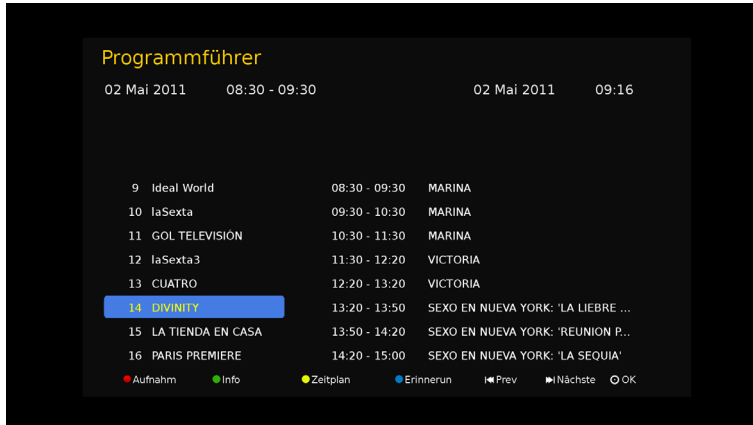 Programmführer
02 Mai 2011 08:30 - 09:30 02 Mai 2011 09:16
9 Ideal World 08:30 - 09:30 MARINA
10 laSexta 09:30 - 10:30 MARINA
11 GOL TELEVISIÓN 10:30 - 11:30 MARINA
12 laSexta3 11:30 - 12:20 VICTORIA
13 CUATRO 12:20 - 13:20 VICTORIA
14 DIVINITY 13:20 - 13:50 SEXO EN NUEVA YORK: 'LA LIEBRE ...
15 LA TIENDA EN CASA 13:50 - 14:20 SEXO EN NUEVA YORK: 'REUNION P...
16 PARIS PREMIERE 14:20 - 15:00 SEXO EN NUEVA YORK: 'LA SEQUIA'
Aufnahm Info Zeitplan Erinnerun Prev Nächste OK